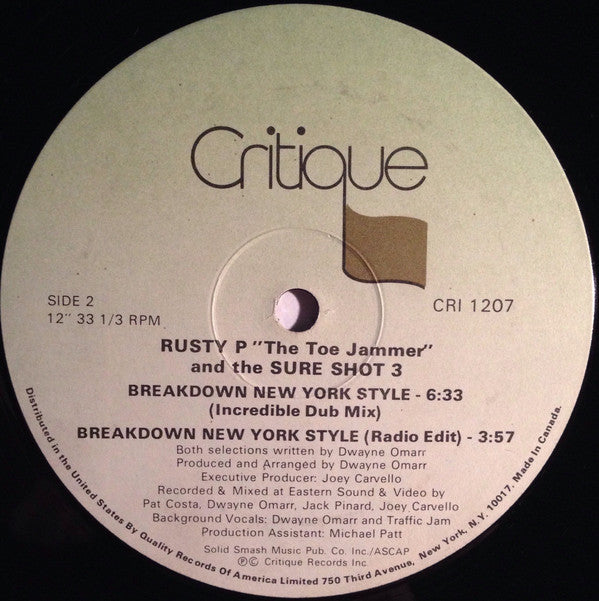 Critique
SIDE 2
12" 33 1/3 RPM
CRI 1207
RUSTY P "The Toe Jammer"
and the SURE SHOT 3
BREAKDOWN NEW YORK STYLE - 6:33
(Incredible Dub Mix)
BREAKDOWN NEW YORK STYLE (Radio Edit) - 3:57
Both selections written by Dwayne Omarr
Produced and Arranged by Dwayne Omarr
Executive Producer: Joey Carvello
Recorded & Mixed at Eastern Sound & Video by
Pat Costa, Dwayne Omarr, Jack Pinard, Joey Carvello
Background Vocals: Dwayne Omarr and Traffic Jam
Production Assistant: Michael Patt
Solid Smash Music Pub. Co. Inc./ASCAP
℗© Critique Records Inc.
Distributed in the United States By Quality Records Of America Limited 750 Third Avenue, New York, N.Y. 10017. Made In Canada.